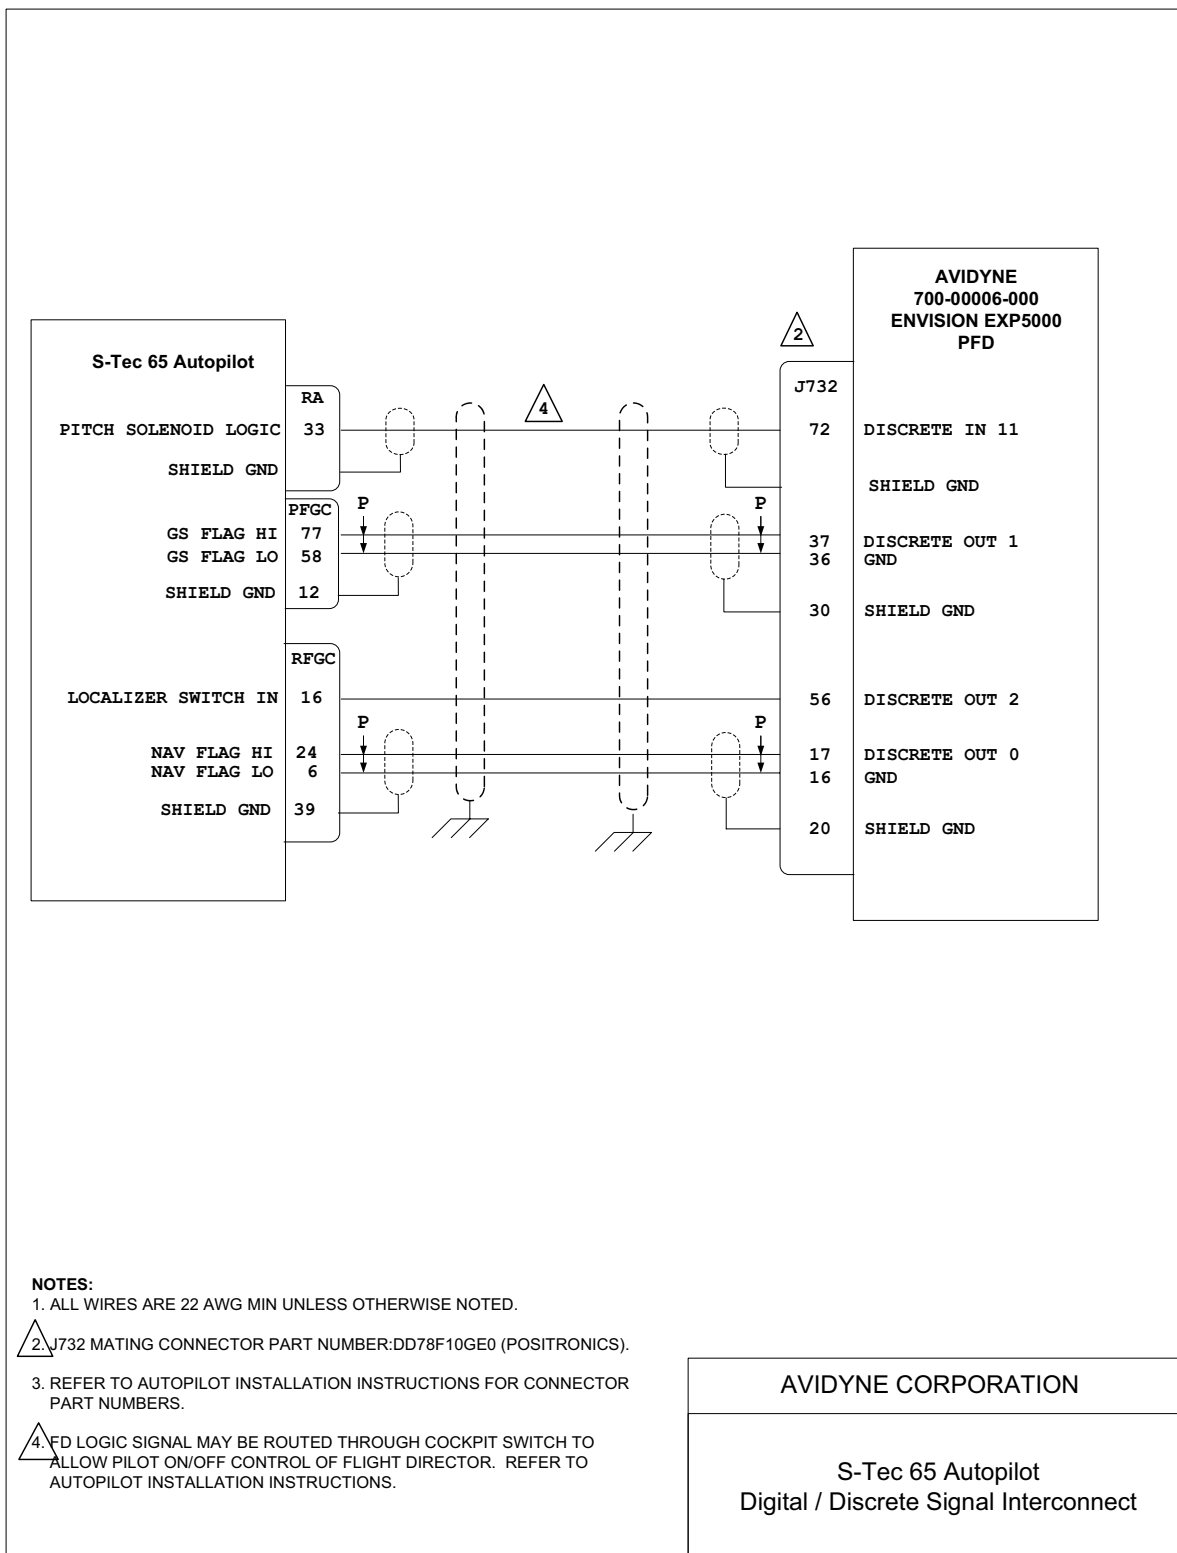 AVIDYNE
700-00006-000
ENVISION EXP5000
PFD
2
S-Tec 65 Autopilot
J732
RA
4
PITCH SOLENOID LOGIC 33 72 DISCRETE IN 11
SHIELD GND
SHIELD GND
PFGC P P
GS FLAG HI 77 37 DISCRETE OUT 1
GS FLAG LO 58 36 GND
SHIELD GND 12
30 SHIELD GND
RFGC
LOCALIZER SWITCH IN 16 56 DISCRETE OUT 2
P P
NAV FLAG HI 24 17 DISCRETE OUT 0
NAV FLAG LO 6 16 GND
SHIELD GND 39
20 SHIELD GND
NOTES:
1. ALL WIRES ARE 22 AWG MIN UNLESS OTHERWISE NOTED.
2. J732 MATING CONNECTOR PART NUMBER:DD78F10GE0 (POSITRONICS).
3. REFER TO AUTOPILOT INSTALLATION INSTRUCTIONS FOR CONNECTOR
PART NUMBERS.
4. FD LOGIC SIGNAL MAY BE ROUTED THROUGH COCKPIT SWITCH TO
ALLOW PILOT ON/OFF CONTROL OF FLIGHT DIRECTOR. REFER TO
AUTOPILOT INSTALLATION INSTRUCTIONS.
AVIDYNE CORPORATION
S-Tec 65 Autopilot
Digital / Discrete Signal Interconnect